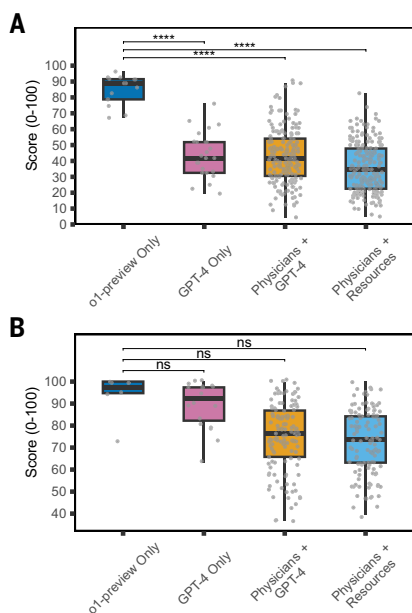 A
****
****
****
Score (0-100)
100
90
80
70
60
50
40
30
20
10
0
o1-preview Only
GPT-4 Only
Physicians +
GPT-4
Physicians +
Resources
B
ns
ns
ns
Score (0-100)
100
90
80
70
60
50
40
o1-preview Only
GPT-4 Only
Physicians +
GPT-4
Physicians +
Resources